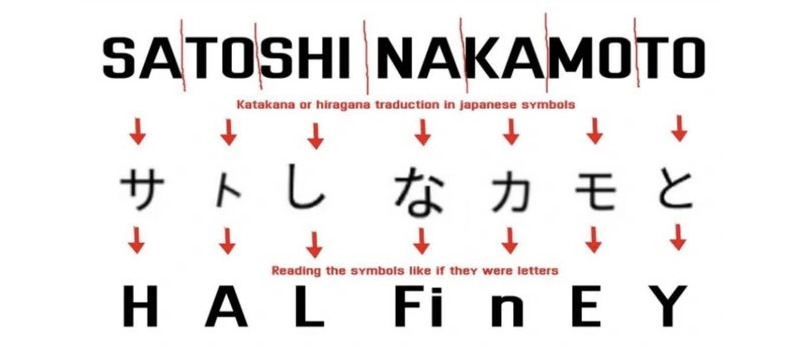 SATOSHI NAKAMOTO
Katakana or hiragana traduction in japanese symbols
サ ト し な カ モ と
Reading the symbols like if they were letters
H A L Fi n E Y